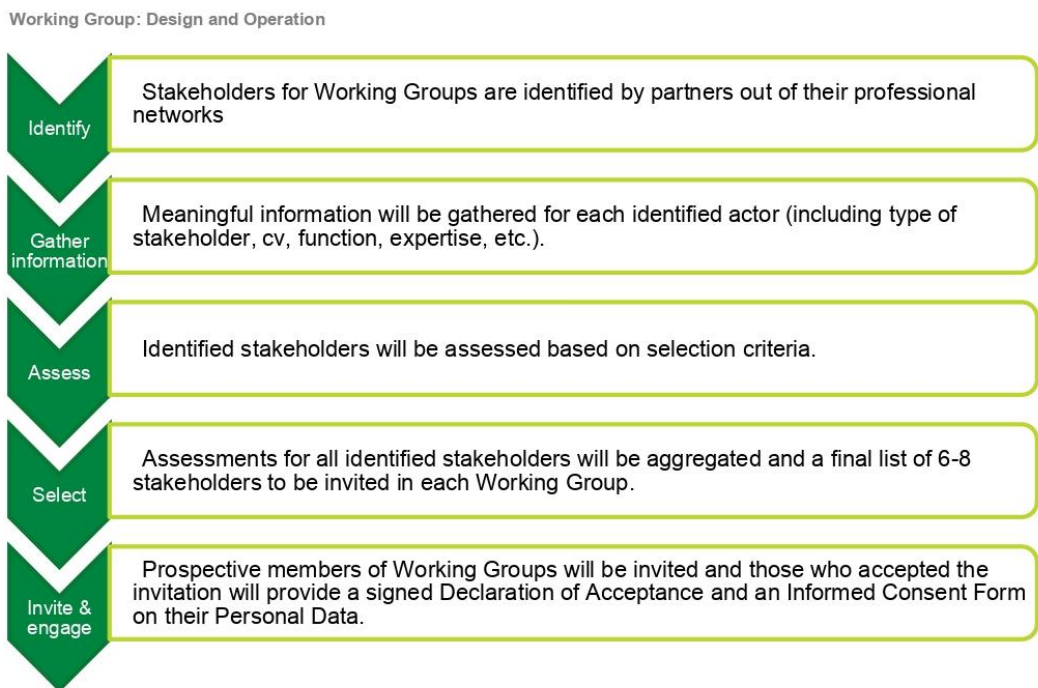 Working Group: Design and Operation
Identify
Stakeholders for Working Groups are identified by partners out of their professional
networks
Gather
information
Meaningful information will be gathered for each identified actor (including type of
stakeholder, cv, function, expertise, etc.).
Assess
Identified stakeholders will be assessed based on selection criteria.
Select
Assessments for all identified stakeholders will be aggregated and a final list of 6-8
stakeholders to be invited in each Working Group.
Invite &
engage
Prospective members of Working Groups will be invited and those who accepted the
invitation will provide a signed Declaration of Acceptance and an Informed Consent Form
on their Personal Data.